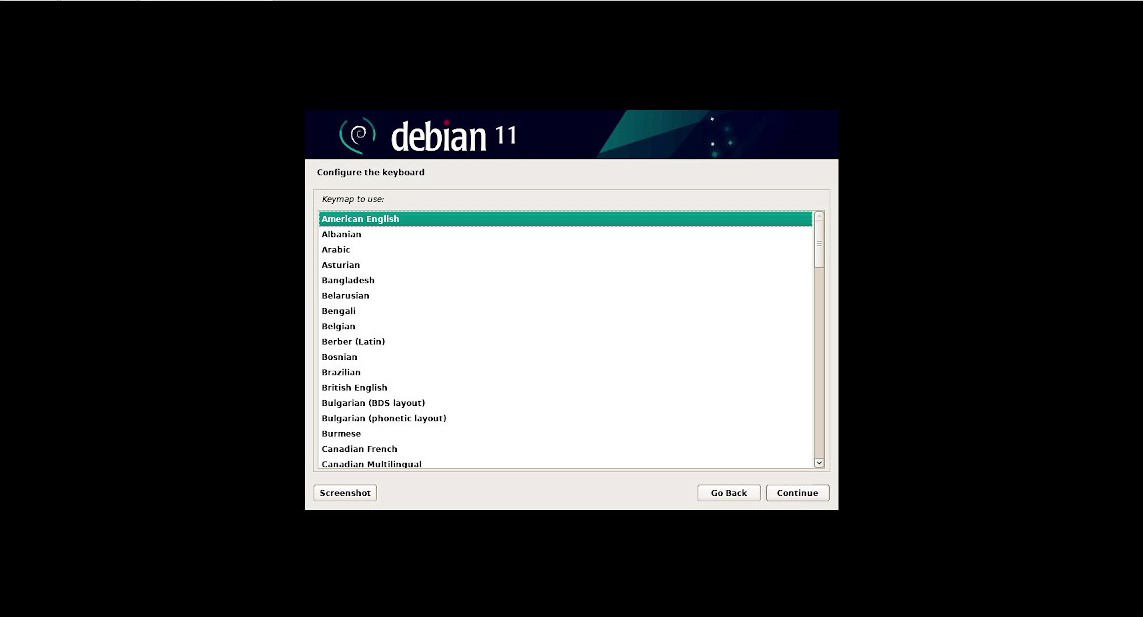 debian 11
Configure the keyboard
Keymap to use:
American English
Albanian
Arabic
Asturian
Bangladesh
Belarusian
Bengali
Belgian
Berber (Latin)
Bosnian
Brazilian
British English
Bulgarian (BDS layout)
Bulgarian (phonetic layout)
Burmese
Canadian French
Canadian Multilingual
Screenshot Go Back Continue